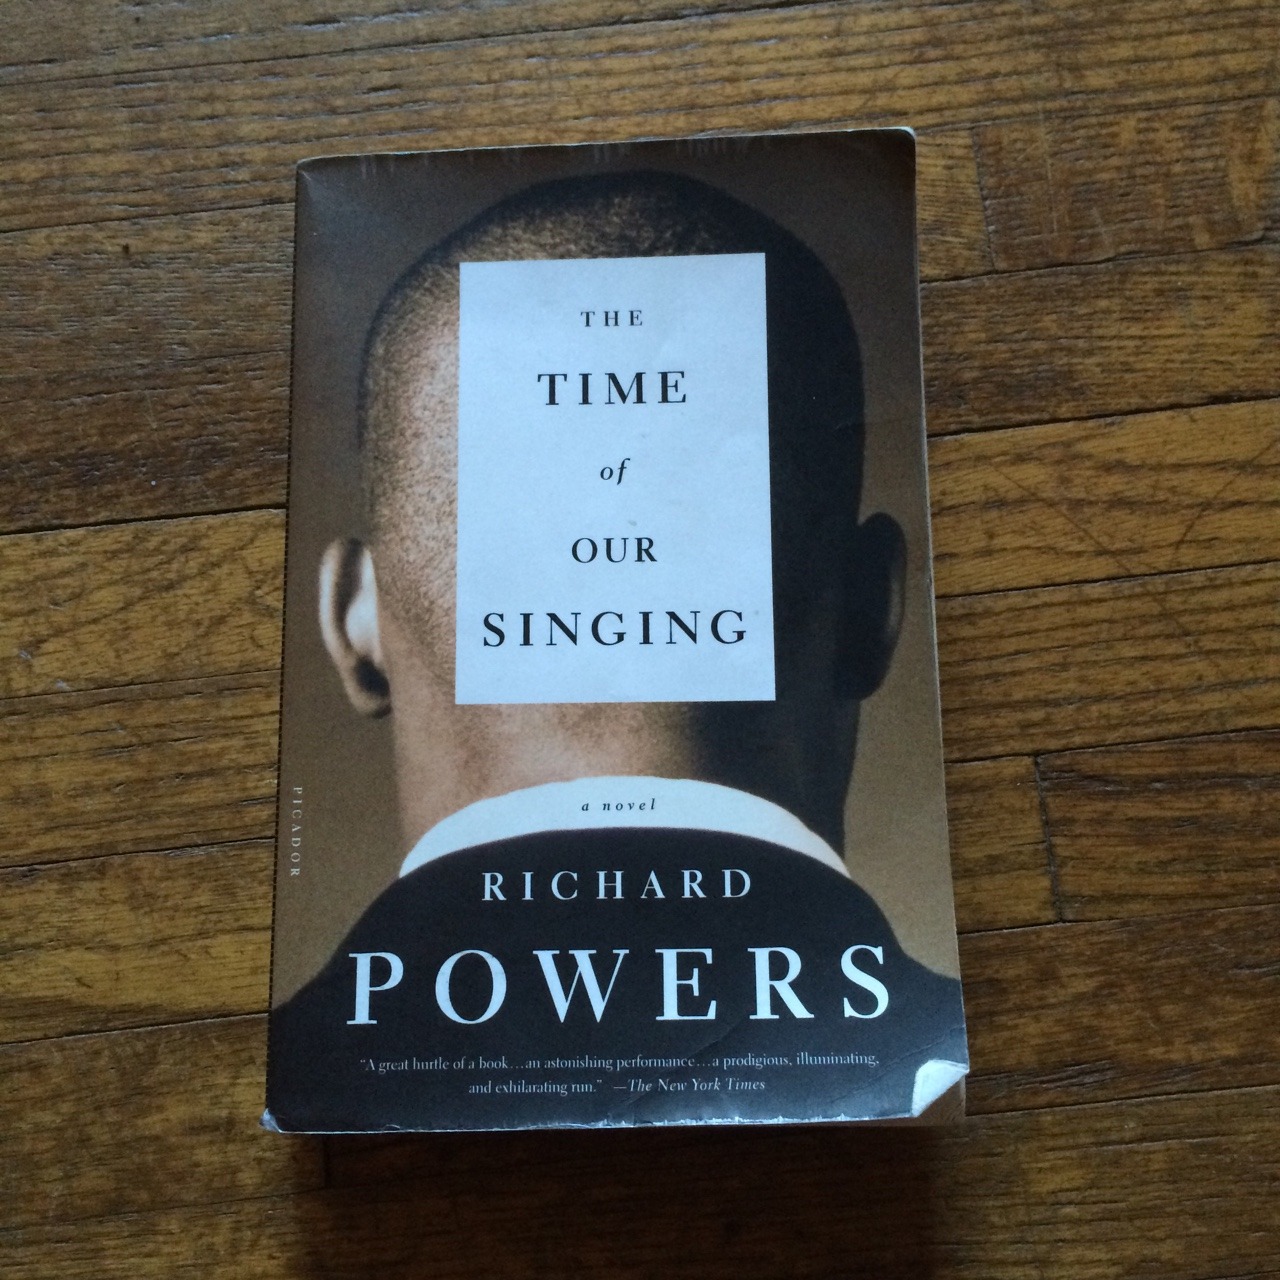 THE
TIME
of
OUR
SINGING
a novel
RICHARD
POWERS
"A great hurtle of a book...an astonishing performance...a prodigious, illuminating,
and exhilarating run." —The New York Times
PICADOR